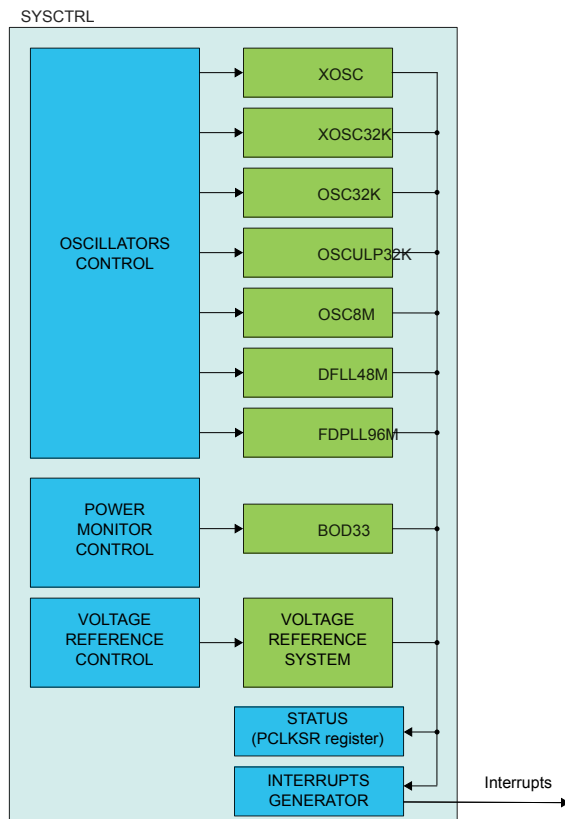 SYSCTRL
XOSC
XOSC32K
OSC32K
OSCILLATORS
CONTROL
OSCULP32K
OSC8M
DFLL48M
FDPLL96M
POWER
MONITOR
CONTROL
BOD33
VOLTAGE
REFERENCE
CONTROL
VOLTAGE
REFERENCE
SYSTEM
STATUS
(PCLKSR register)
INTERRUPTS
GENERATOR
Interrupts